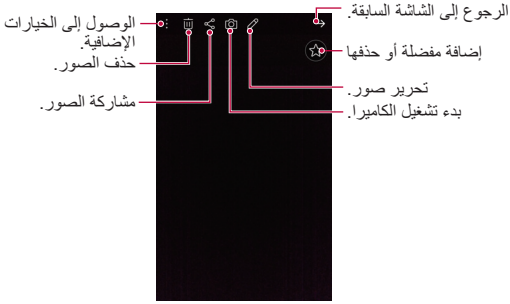 الرجوع إلى الشاشة السابقة.
إضافة مفضلة أو حذفها
تحرير صور.
بدء تشغيل الكاميرا.
الوصول إلى الخيارات
الإضافية.
حذف الصور.
مشاركة الصور.